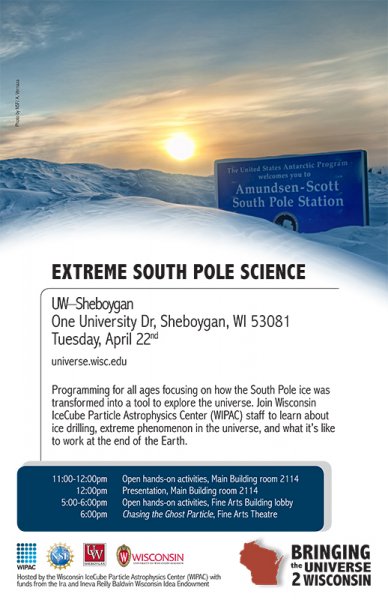 Photo by NSF/A.
The United States Antarctic Program
welcomes you to
Amundsen-Scott
South Pole Station
EXTREME SOUTH POLE SCIENCE
UW–Sheboygan
One University Dr, Sheboygan, WI 53081
Tuesday, April 22nd
universe.wisc.edu
Programming for all ages focusing on how the South Pole ice was
transformed into a tool to explore the universe. Join Wisconsin
IceCube Particle Astrophysics Center (WIPAC) staff to learn about
ice drilling, extreme phenomenon in the universe, and what it's like
to work at the end of the Earth.
11:00-12:00pm Open hands-on activities, Main Building room 2114
12:00pm Presentation, Main Building room 2114
5:00-6:00pm Open hands-on activities, Fine Arts Building lobby
6:00pm Chasing the Ghost Particle, Fine Arts Theatre
WIPAC
NSF
UW
WISCONSIN
Hosted by the Wisconsin IceCube Particle Astrophysics Center (WIPAC) with
funds from the Ira and Ineva Reilly Baldwin Wisconsin Idea Endowment
BRINGING
the UNIVERSE
2 WISCONSIN